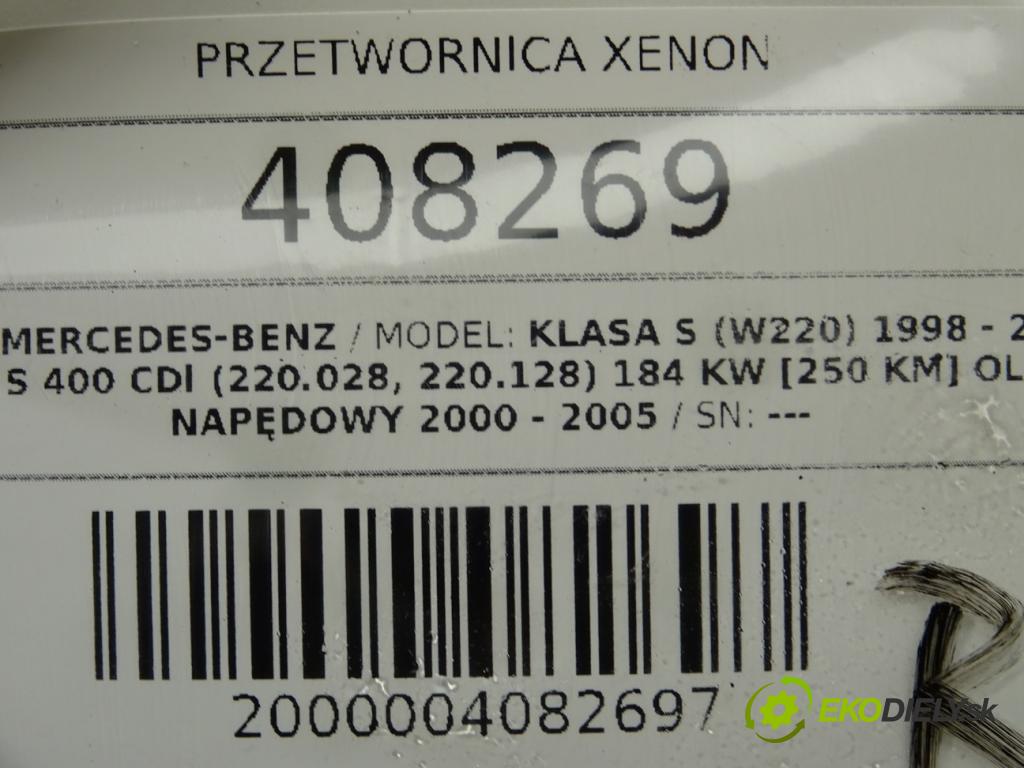 PRZETWORNICA XENON
408269
MERCEDES-BENZ / MODEL: KLASA S (W220) 1998 - 2
S 400 CDI (220.028, 220.128) 184 KW [250 KM] OL
NAPĘDOWY 2000 - 2005 / SN: ---
2000004082697
R
EKODIELY.sk